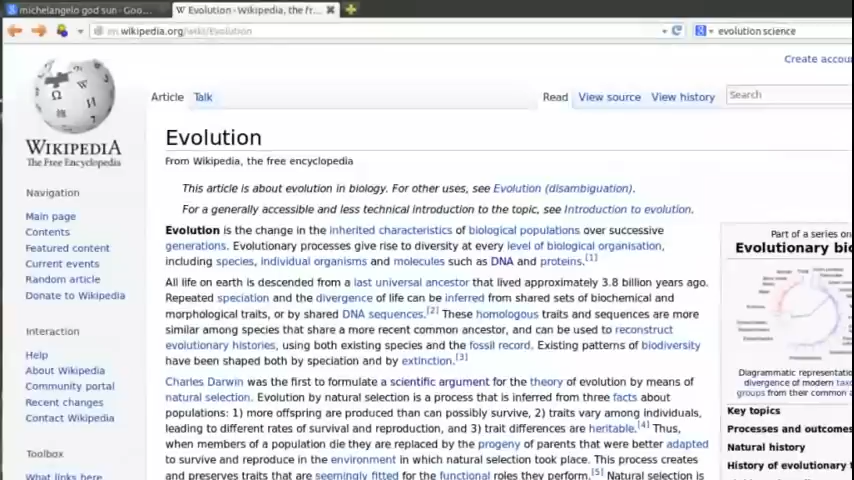 michelangelo god sun - Goo...
Evolution - Wikipedia, the fr...
en.wikipedia.org/wiki/Evolution
evolution science
Create accou
Article Talk
Read View source View history
Search
WIKIPEDIA
The Free Encyclopedia
Evolution
From Wikipedia, the free encyclopedia
Navigation
Main page
Contents
Featured content
Current events
Random article
Donate to Wikipedia
Interaction
Help
About Wikipedia
Community portal
Recent changes
Contact Wikipedia
Toolbox
What links here
This article is about evolution in biology. For other uses, see Evolution (disambiguation).
For a generally accessible and less technical introduction to the topic, see Introduction to evolution.
Evolution is the change in the inherited characteristics of biological populations over successive
generations. Evolutionary processes give rise to diversity at every level of biological organisation,
including species, individual organisms and molecules such as DNA and proteins.[1]
All life on earth is descended from a last universal ancestor that lived approximately 3.8 billion years ago.
Repeated speciation and the divergence of life can be inferred from shared sets of biochemical and
morphological traits, or by shared DNA sequences.[2] These homologous traits and sequences are more
similar among species that share a more recent common ancestor, and can be used to reconstruct
evolutionary histories, using both existing species and the fossil record. Existing patterns of biodiversity
have been shaped both by speciation and by extinction.[3]
Charles Darwin was the first to formulate a scientific argument for the theory of evolution by means of
natural selection. Evolution by natural selection is a process that is inferred from three facts about
populations: 1) more offspring are produced than can possibly survive, 2) traits vary among individuals,
leading to different rates of survival and reproduction, and 3) trait differences are heritable.[4] Thus,
when members of a population die they are replaced by the progeny of parents that were better adapted
to survive and reproduce in the environment in which natural selection took place. This process creates
and preserves traits that are seemingly fitted for the functional roles they perform.[5] Natural selection is
Part of a series on
Evolutionary bio
Diagrammatic representatio
divergence of modern taxo
groups from their common a
Key topics
Processes and outcomes
Natural history
History of evolutionary t